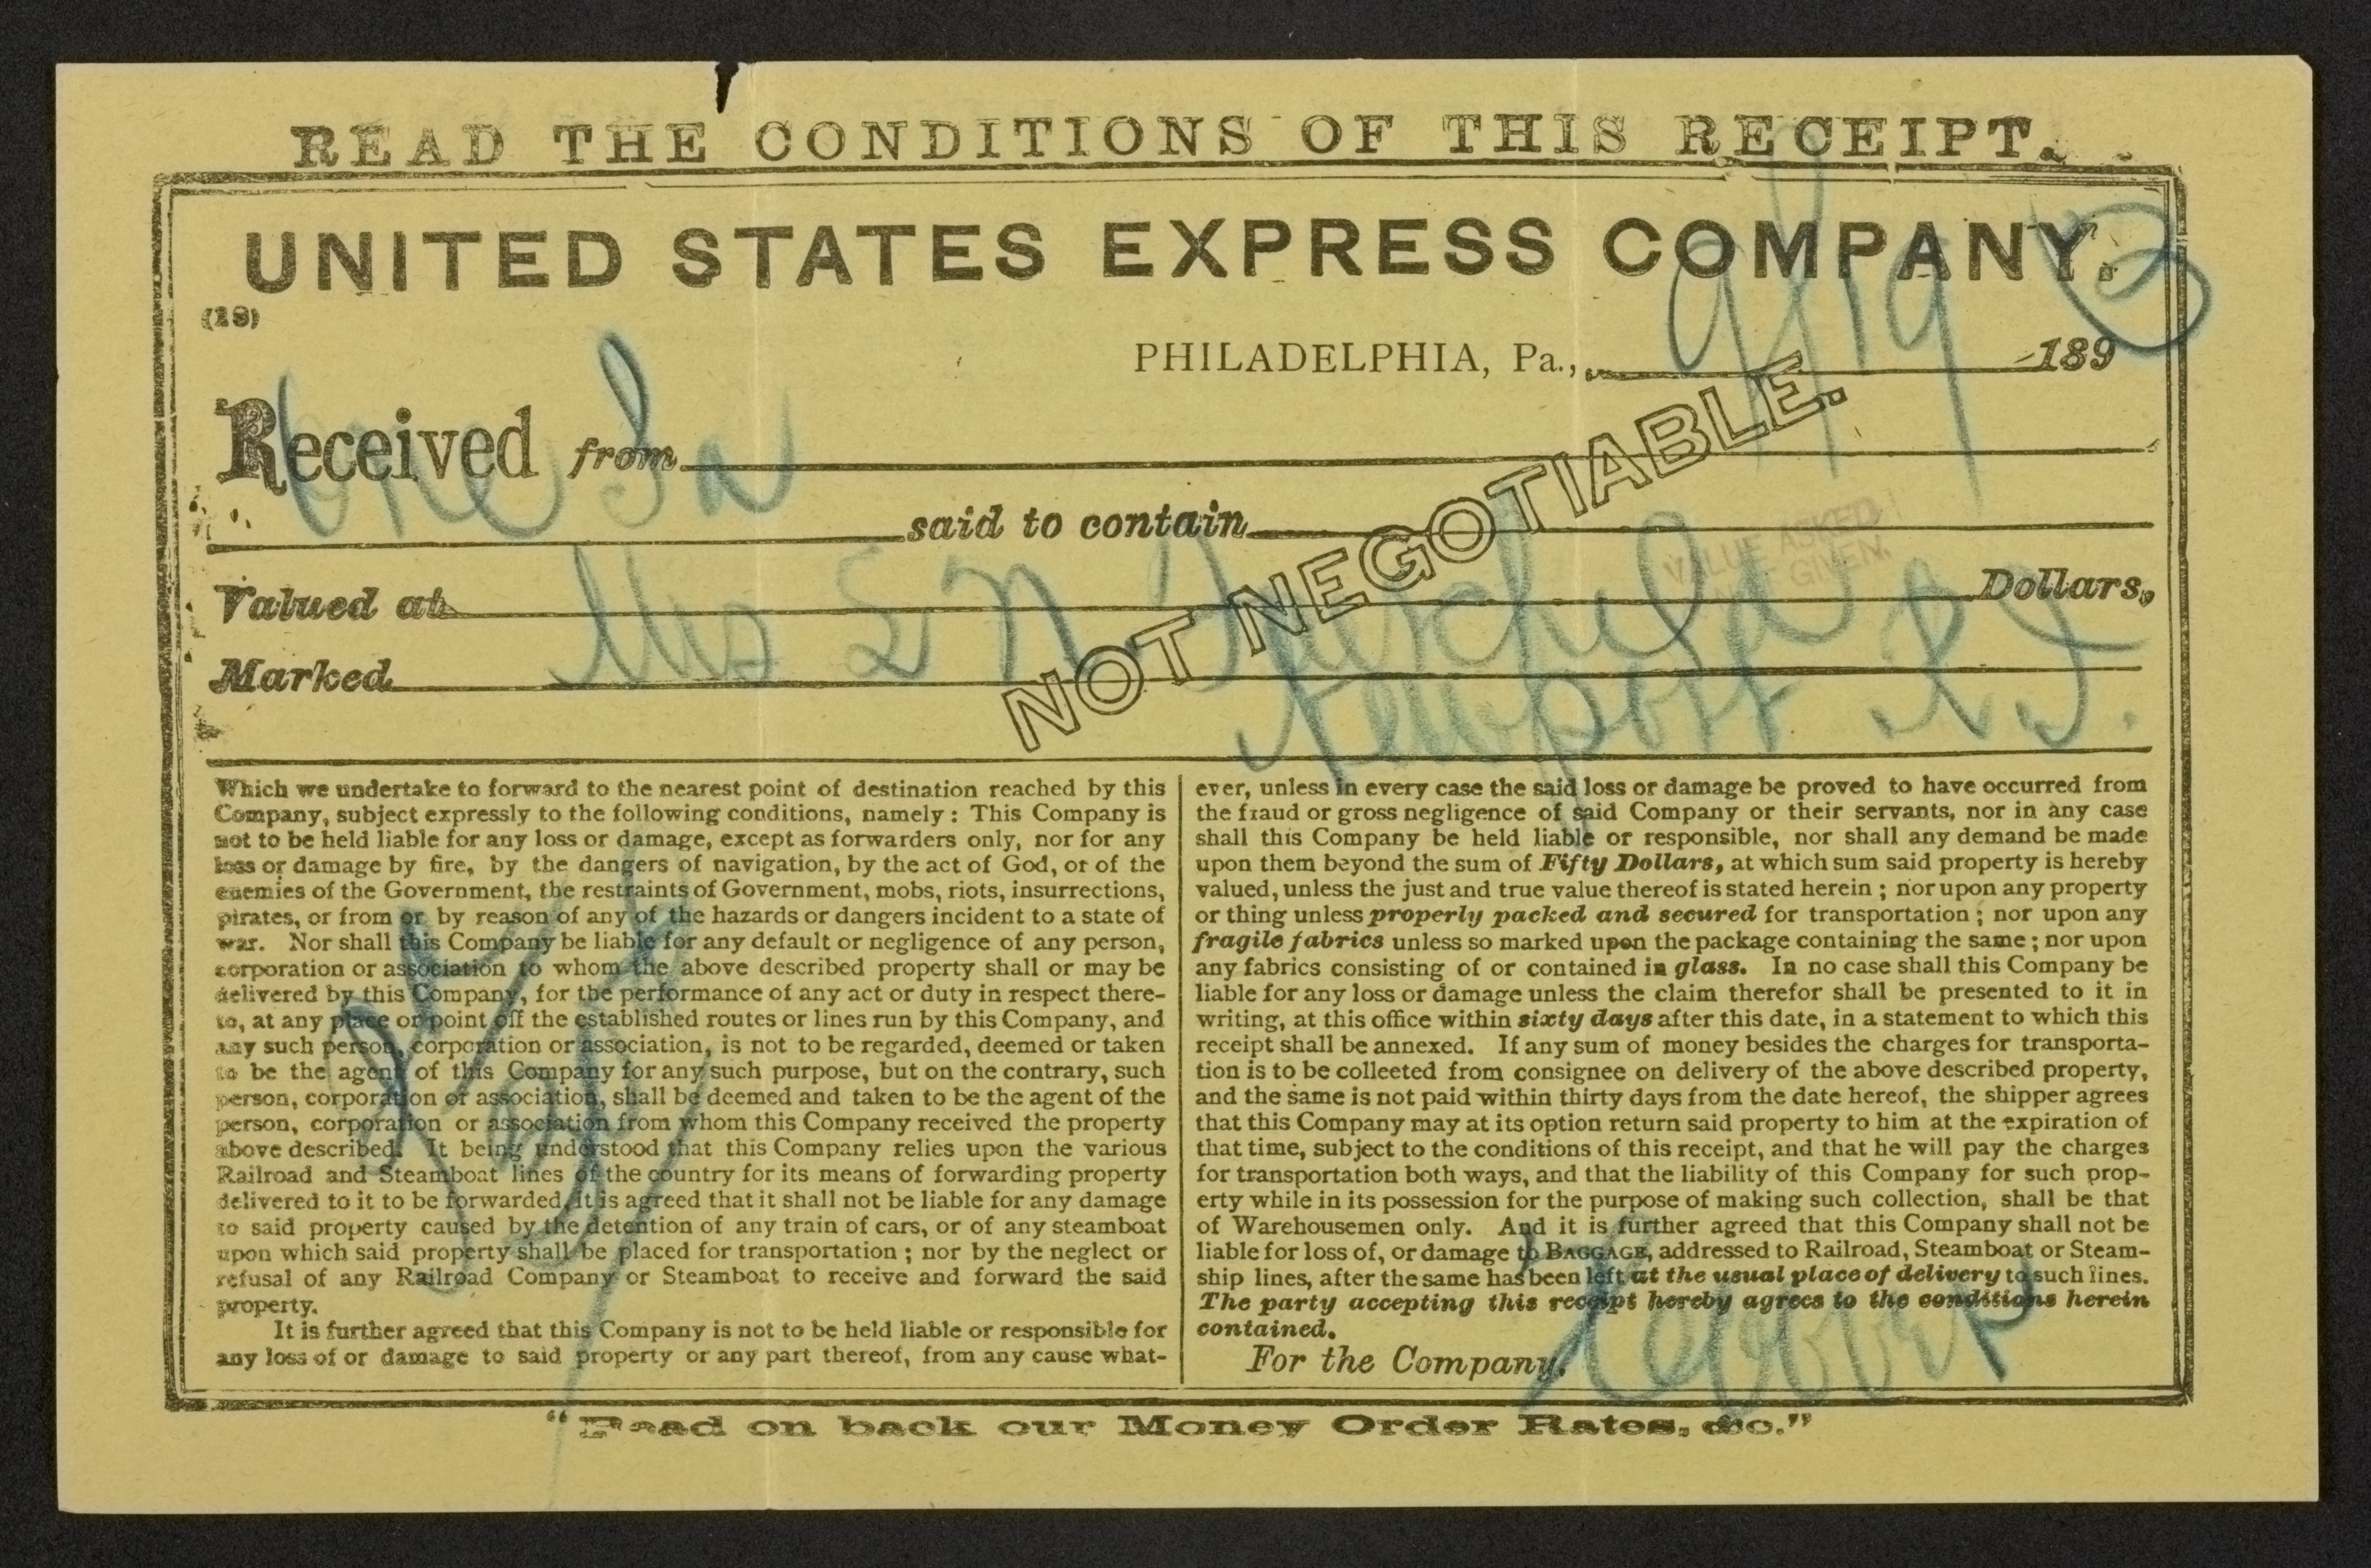 READ THE CONDITIONS OF THIS RECEIPT.
UNITED STATES EXPRESS COMPANY.
(18)
PHILADELPHIA, Pa., 9/19 189
Received from
One
said to contain
VALUE ASKED
NOT GIVEN.
Valued at Dollars,
Marked Mrs
Newport R I.
NOT NEGOTIABLE.
Which we undertake to forward to the nearest point of destination reached by this
Company, subject expressly to the following conditions, namely: This Company is
not to be held liable for any loss or damage, except as forwarders only, nor for any
loss or damage by fire, by the dangers of navigation, by the act of God, or of the
enemies of the Government, the restraints of Government, mobs, riots, insurrections,
pirates, or from or by reason of any of the hazards or dangers incident to a state of
war. Nor shall this Company be liable for any default or negligence of any person,
corporation or association to whom the above described property shall or may be
delivered by this Company, for the performance of any act or duty in respect there-
to, at any place or point off the established routes or lines run by this Company, and
any such person, corporation or association, is not to be regarded, deemed or taken
to be the agent of this Company for any such purpose, but on the contrary, such
person, corporation or association, shall be deemed and taken to be the agent of the
person, corporation or association from whom this Company received the property
above described. It being understood that this Company relies upon the various
Railroad and Steamboat lines of the country for its means of forwarding property
delivered to it to be forwarded, it is agreed that it shall not be liable for any damage
to said property caused by the detention of any train of cars, or of any steamboat
upon which said property shall be placed for transportation; nor by the neglect or
refusal of any Railroad Company or Steamboat to receive and forward the said
property.
It is further agreed that this Company is not to be held liable or responsible for
any loss of or damage to said property or any part thereof, from any cause what-
ever, unless in every case the said loss or damage be proved to have occurred from
the fraud or gross negligence of said Company or their servants, nor in any case
shall this Company be held liable or responsible, nor shall any demand be made
upon them beyond the sum of Fifty Dollars, at which sum said property is hereby
valued, unless the just and true value thereof is stated herein; nor upon any property
or thing unless properly packed and secured for transportation; nor upon any
fragile fabrics unless so marked upon the package containing the same; nor upon
any fabrics consisting of or contained in glass. In no case shall this Company be
liable for any loss or damage unless the claim therefor shall be presented to it in
writing, at this office within sixty days after this date, in a statement to which this
receipt shall be annexed. If any sum of money besides the charges for transporta-
tion is to be colleeted from consignee on delivery of the above described property,
and the same is not paid within thirty days from the date hereof, the shipper agrees
that this Company may at its option return said property to him at the expiration of
that time, subject to the conditions of this receipt, and that he will pay the charges
for transportation both ways, and that the liability of this Company for such prop-
erty while in its possession for the purpose of making such collection, shall be that
of Warehousemen only. And it is further agreed that this Company shall not be
liable for loss of, or damage to BAGGAGE, addressed to Railroad, Steamboat or Steam-
ship lines, after the same has been left at the usual place of delivery to such lines.
The party accepting this receipt hereby agrees to the conditions herein
contained.
For the Company,
"Read on back our Money Order Rates, &c."